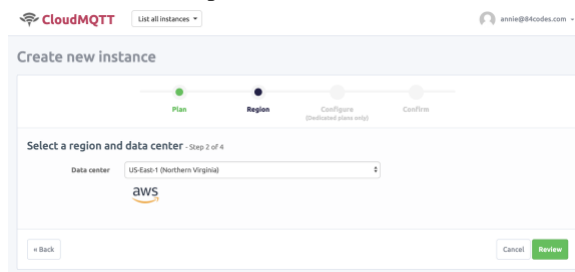 CloudMQTT
List all instances
annie@84codes.com
Create new instance
Plan
Region
Configure
(Dedicated plans only)
Confirm
Select a region and data center - Step 2 of 4
Data center
US-East-1 (Northern Virginia)
aws
« Back
Cancel
Review